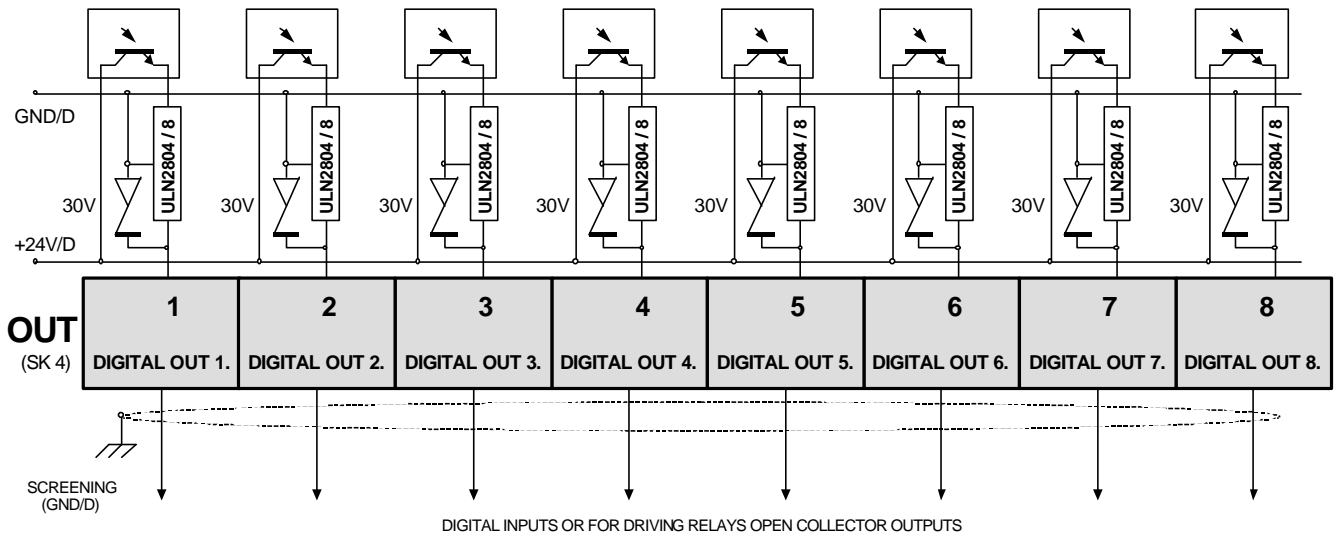 GND/D
ULN2804 / 8 ULN2804 / 8 ULN2804 / 8 ULN2804 / 8 ULN2804 / 8 ULN2804 / 8 ULN2804 / 8 ULN2804 / 8
30V 30V 30V 30V 30V 30V 30V 30V
+24V/D
1 2 3 4 5 6 7 8
OUT
(SK 4)
DIGITAL OUT 1. DIGITAL OUT 2. DIGITAL OUT 3. DIGITAL OUT 4. DIGITAL OUT 5. DIGITAL OUT 6. DIGITAL OUT 7. DIGITAL OUT 8.
SCREENING
(GND/D)
DIGITAL INPUTS OR FOR DRIVING RELAYS OPEN COLLECTOR OUTPUTS